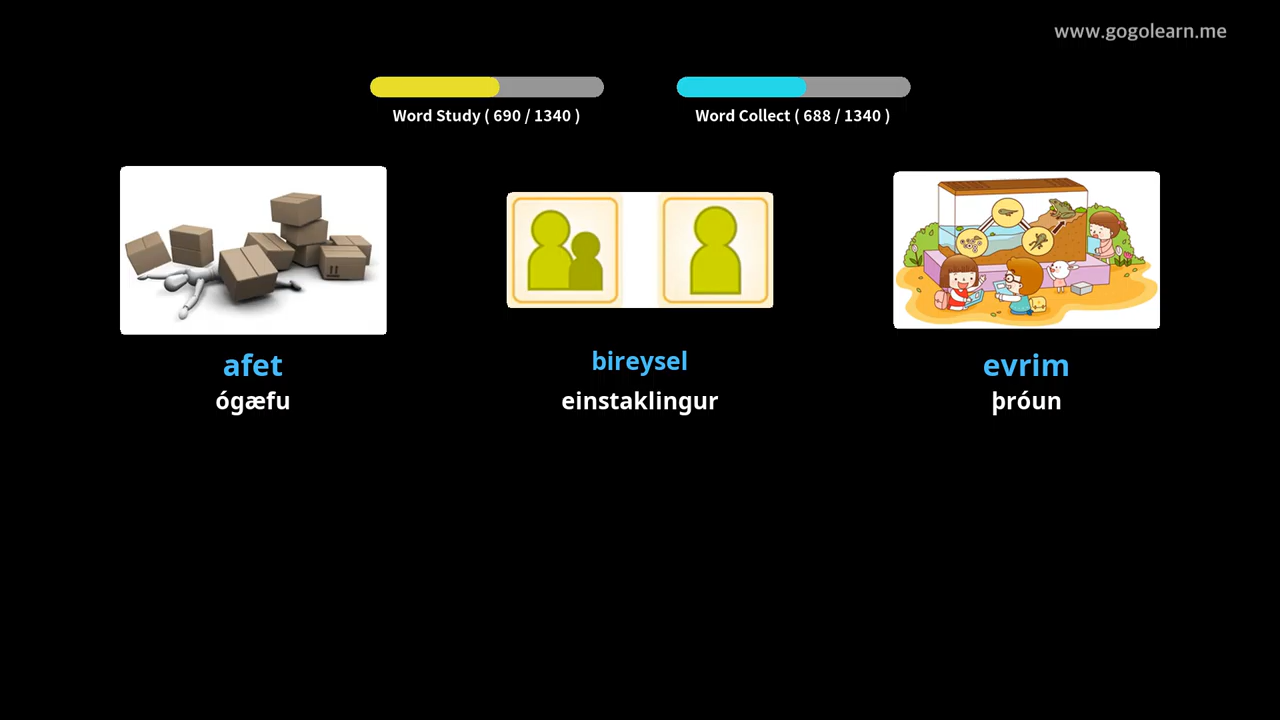 www.gogolearn.me
Word Study ( 690 / 1340 )
Word Collect ( 688 / 1340 )
afet
ógæfu
bireysel
einstaklingur
evrim
þróun